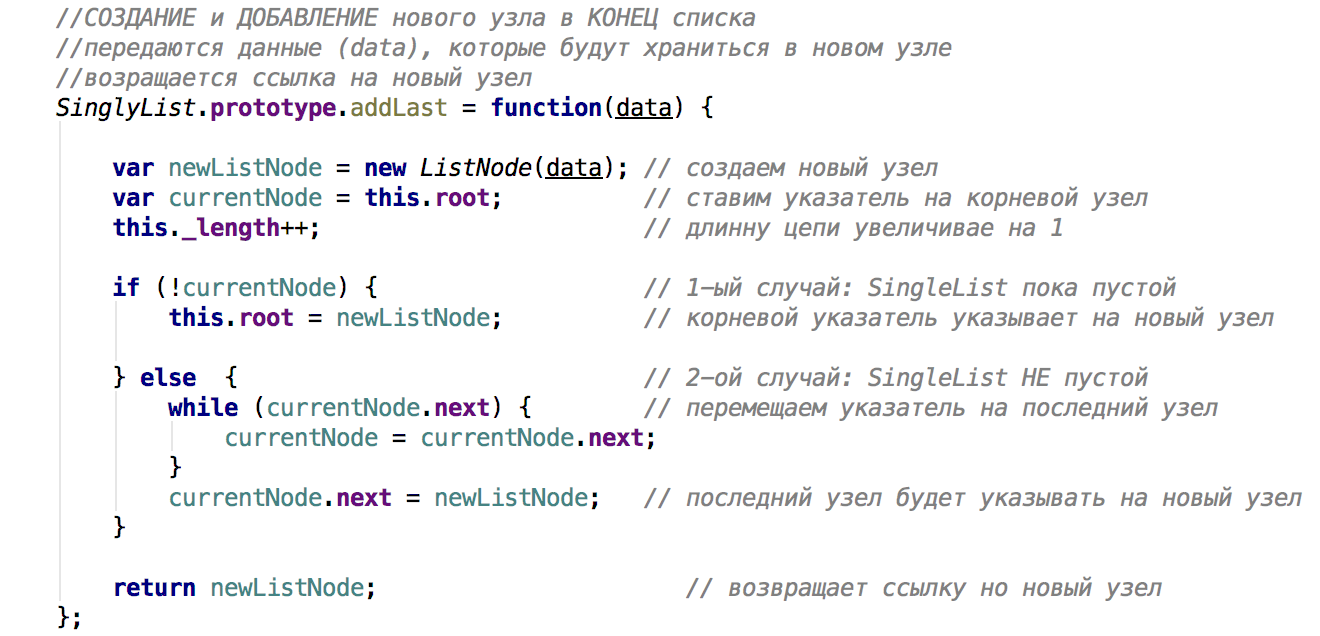 //СОЗДАНИЕ и ДОБАВЛЕНИЕ нового узла в КОНЕЦ списка
//передаются данные (data), которые будут храниться в новом узле
//возращается ссылка на новый узел
SinglyList.prototype.addLast = function(data) {
var newListNode = new ListNode(data); // создаем новый узел
var currentNode = this.root; // ставим указатель на корневой узел
this._length++; // длинну цепи увеличивае на 1
if (!currentNode) { // 1-ый случай: SingleList пока пустой
this.root = newListNode; // корневой указатель указывает на новый узел
} else { // 2-ой случай: SingleList НЕ пустой
while (currentNode.next) { // перемещаем указатель на последний узел
currentNode = currentNode.next;
}
currentNode.next = newListNode; // последний узел будет указывать на новый узел
}
return newListNode; // возвращает ссылку но новый узел
};